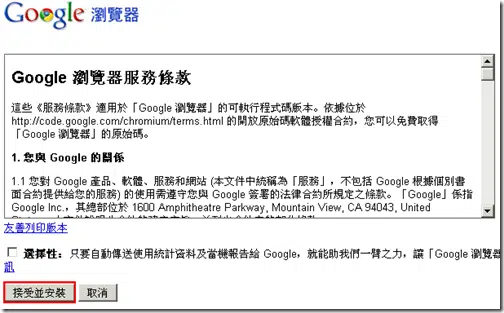 Google 瀏覽器
Google 瀏覽器服務條款
這些《服務條款》適用於「Google 瀏覽器」的可執行程式碼版本。依據位於
http://code.google.com/chromium/terms.html 的開放原始碼軟體授權合約，您可以免費取得
「Google 瀏覽器」的原始碼。
1. 您與 Google 的關係
1.1 您對 Google 產品、軟體、服務和網站 (本文件中統稱為「服務」，不包括 Google 根據個別書
面合約提供給您的服務) 的使用需遵守您與 Google 簽署的法律合約所規定之條款。「Google」係指
Google Inc.，其總部位於 1600 Amphitheatre Parkway, Mountain View, CA 94043, United
友善列印版本
選擇性：只要自動傳送使用統計資料及當機報告給 Google，就能助我們一臂之力，讓「Google 瀏覽器
訊
接受並安裝 取消